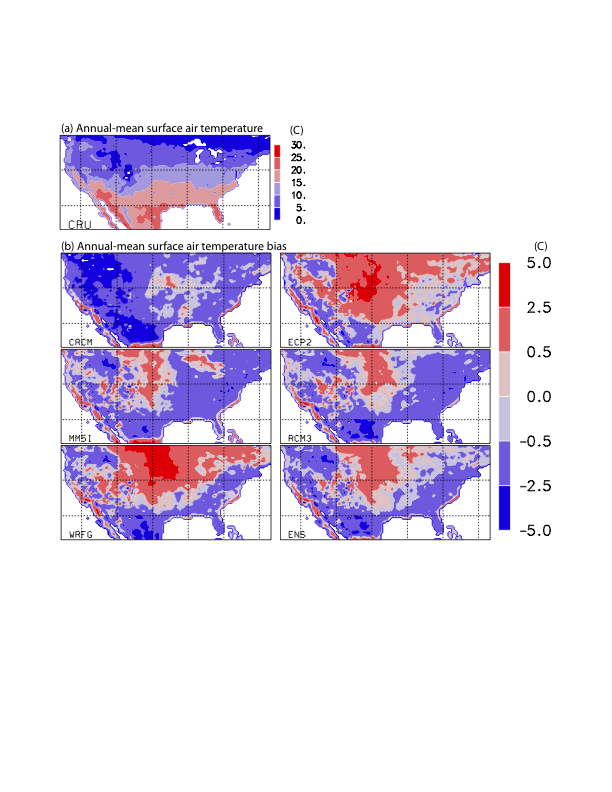 (a) Annual-mean surface air temperature (C)
30.
25.
20.
15.
10.
5.
0.
CRU
(b) Annual-mean surface air temperature bias (C)
CRCM
ECP2
MM5I
RCM3
WRFG
ENS
5.0
2.5
0.5
0.0
-0.5
-2.5
-5.0